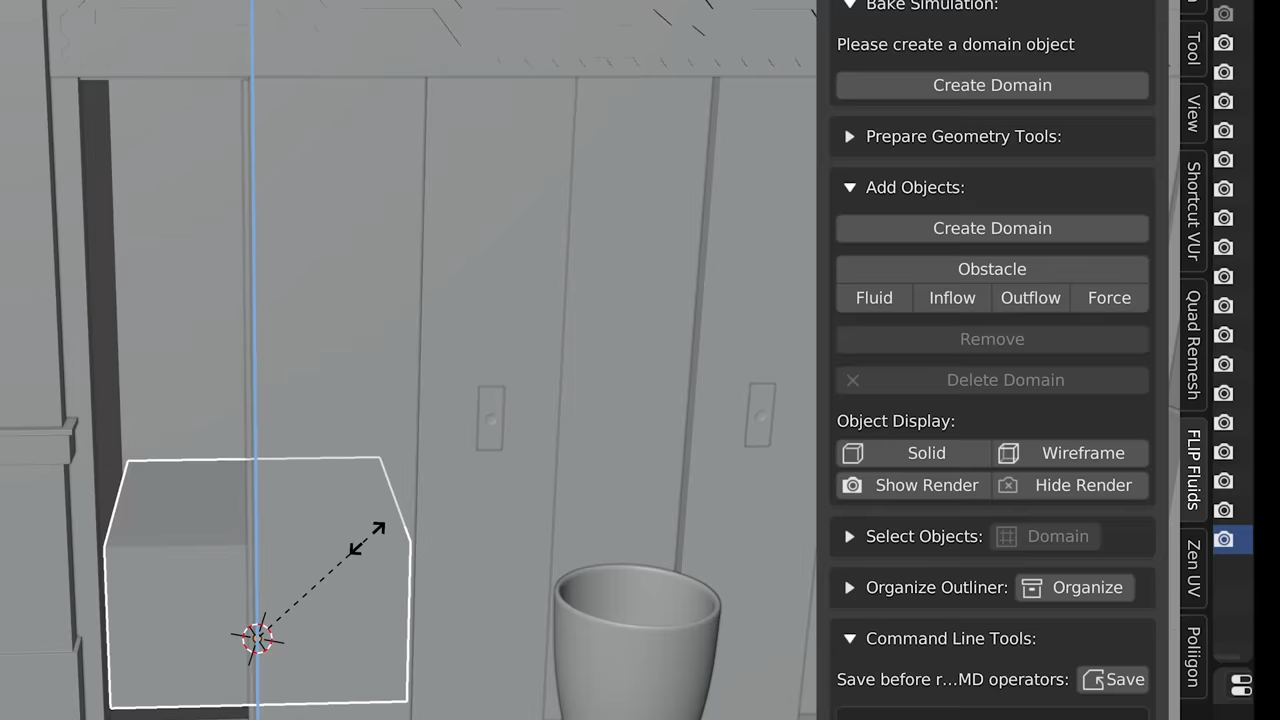 Bake Simulation:
Please create a domain object
Create Domain
Prepare Geometry Tools:
Add Objects:
Create Domain
Obstacle
Fluid Inflow Outflow Force
Remove
Delete Domain
Object Display:
Solid Wireframe
Show Render Hide Render
Select Objects: Domain
Organize Outliner: Organize
Command Line Tools:
Save before r...MD operators: Save
Tool
View
Shortcut VUr
Quad Remesh
FLIP Fluids
Zen UV
Poliigon